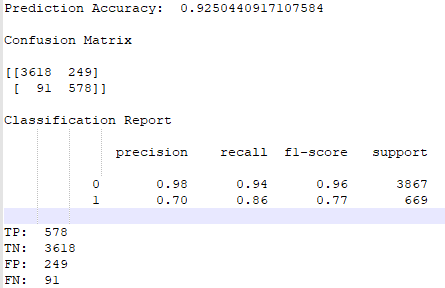 Prediction Accuracy:  0.9250440917107584
Confusion Matrix
[[3618  249]
 [  91  578]]
Classification Report
precision    recall  f1-score   support
0       0.98      0.94      0.96      3867
1       0.70      0.86      0.77       669
TP:  578
TN:  3618
FP:  249
FN:  91